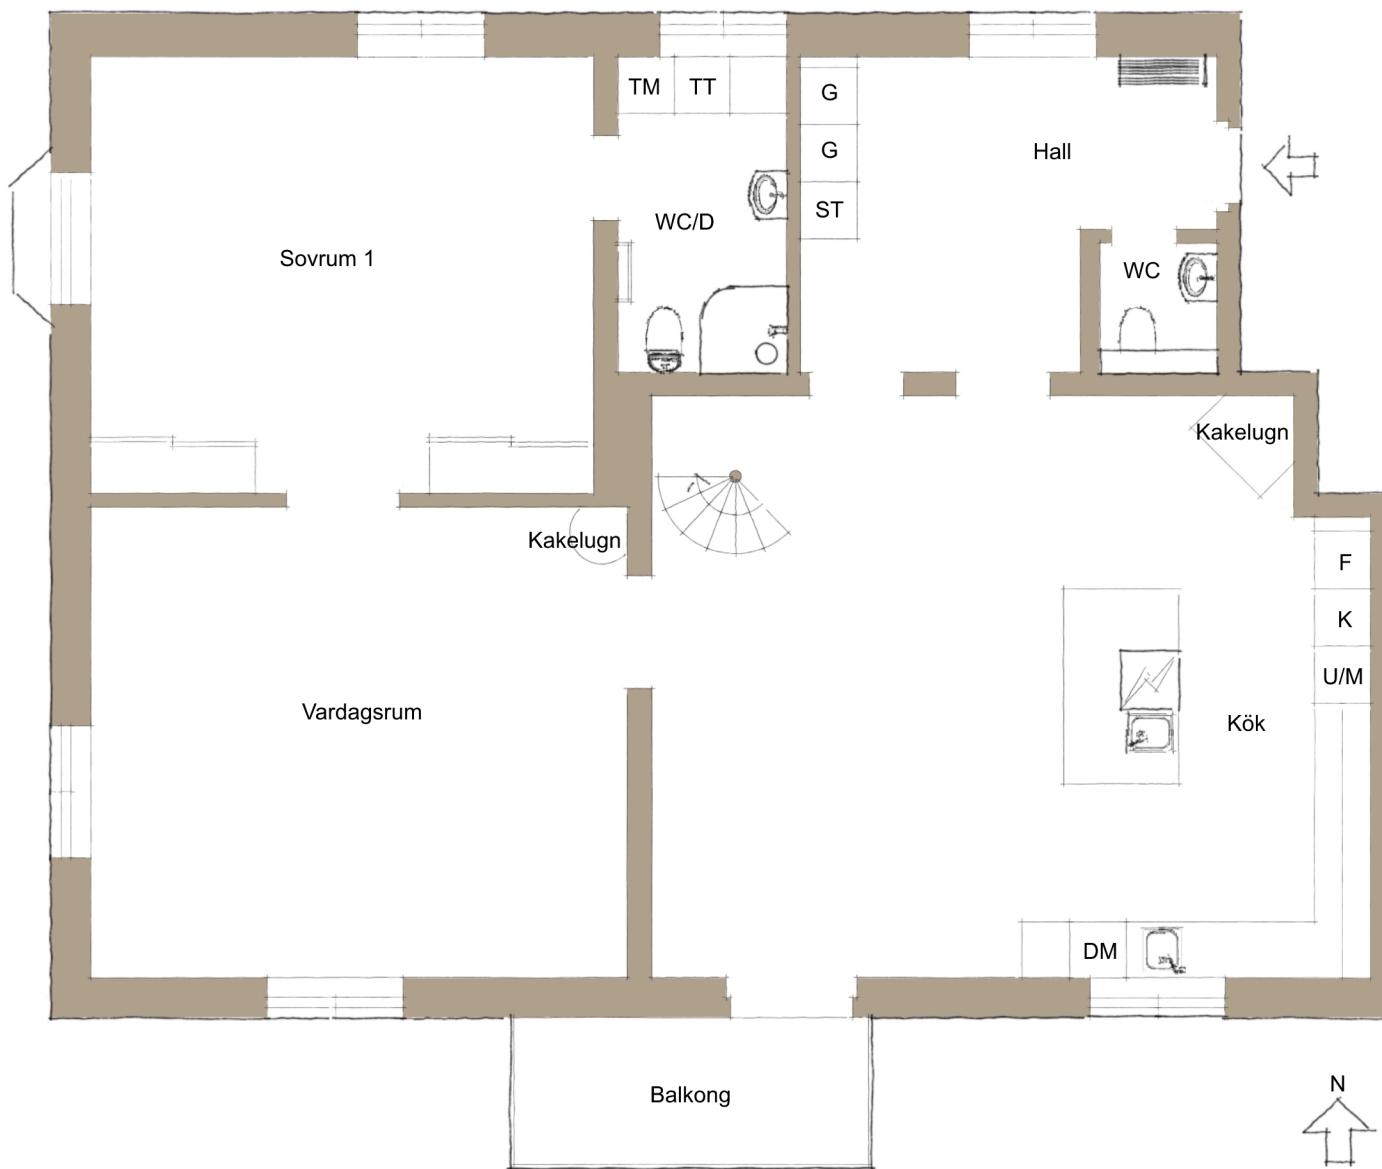 TM TT
G
G
Hall
ST
WC/D
Sovrum 1
WC
Kakelugn
Kakelugn
F
K
U/M
Vardagsrum
Kök
DM
Balkong
N